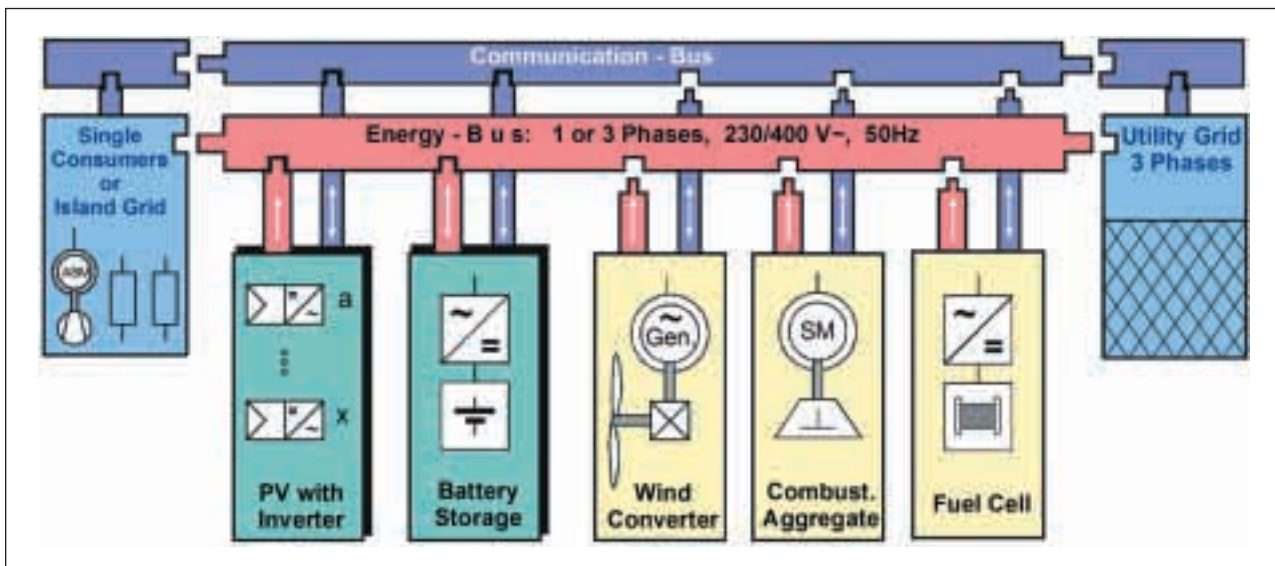 Communication - Bus
Energy - B u s: 1 or 3 Phases, 230/400 V~, 50Hz
Single
Consumers
or
Island Grid
ASM
Utility Grid
3 Phases
a
x
PV with
Inverter
Battery
Storage
Gen.
Wind
Converter
SM
Combust.
Aggregate
Fuel Cell